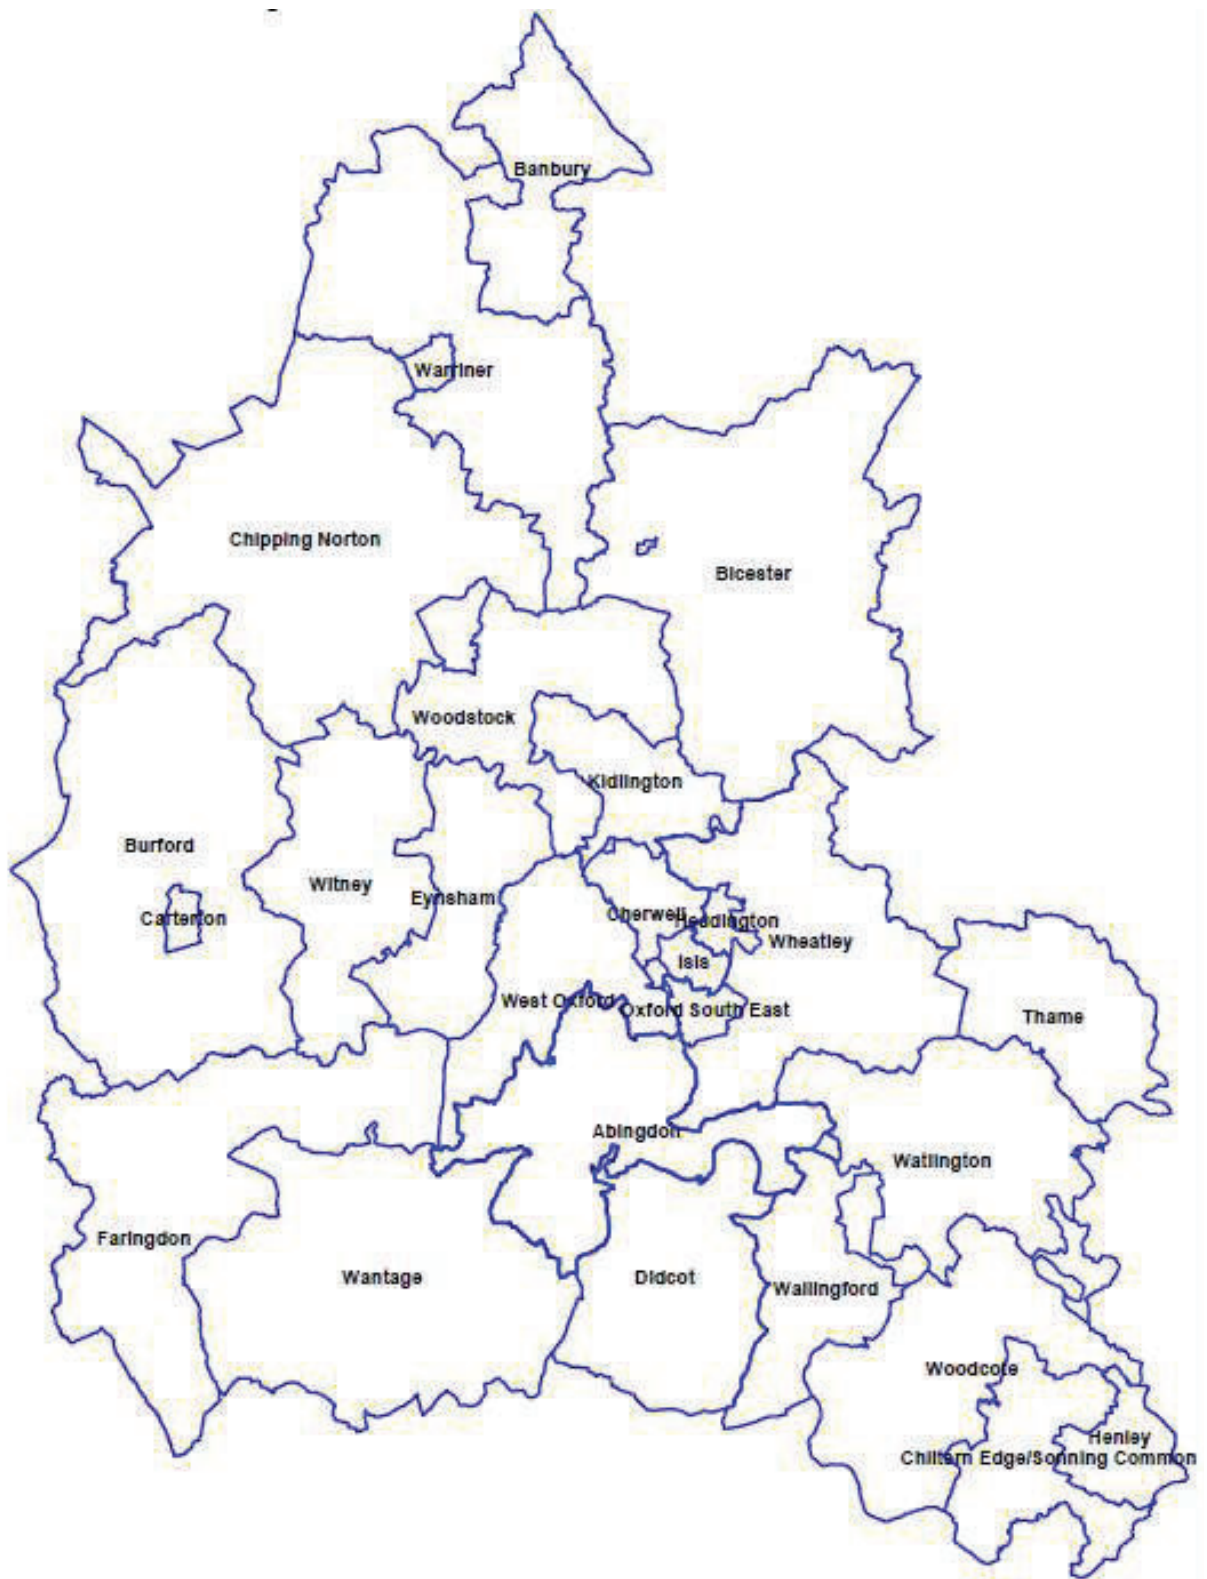 Banbury
Warriner
Chipping Norton
Bicester
Woodstock
Kidlington
Burford
Witney
Eynsham
Carterton
Cherwell
Headington
Wheatley
Isis
West Oxford
Oxford South East
Thame
Abingdon
Watlington
Faringdon
Wantage
Didcot
Wallingford
Woodcote
Henley
Chiltern Edge/Sonning Common